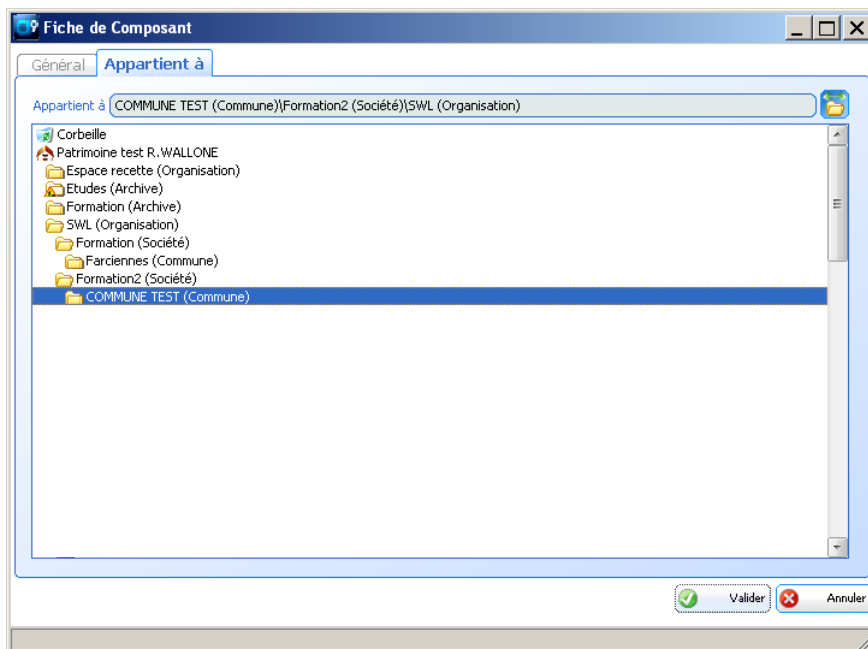 Fiche de Composant
Général Appartient à
Appartient à COMMUNE TEST (Commune)\Formation2 (Société)\SWL (Organisation)
Corbeille
Patrimoine test R.WALLONE
Espace recette (Organisation)
Etudes (Archive)
Formation (Archive)
SWL (Organisation)
Formation (Société)
Farciennes (Commune)
Formation2 (Société)
COMMUNE TEST (Commune)
Valider Annuler